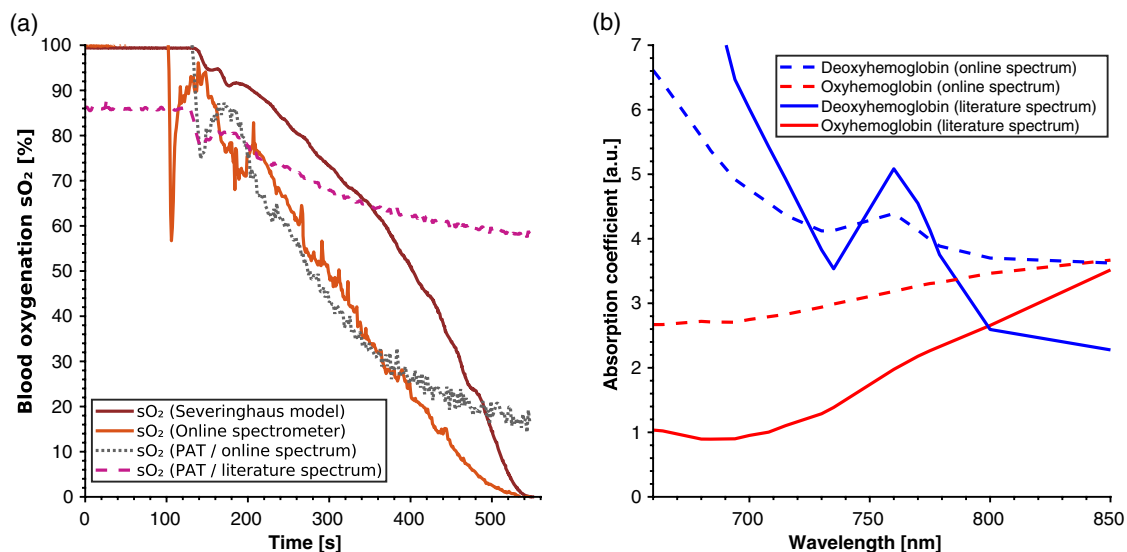 (a)
100
90
80
70
60
50
40
30
20
10
0
Blood oxygenation sO₂ [%]
0 100 200 300 400 500
Time [s]
sO₂ (Severinghaus model)
sO₂ (Online spectrometer)
sO₂ (PAT / online spectrum)
sO₂ (PAT / literature spectrum)
(b)
7
6
5
4
3
2
1
0
Absorption coefficient [a.u.]
700 750 800 850
Wavelength [nm]
Deoxyhemoglobin (online spectrum)
Oxyhemoglobin (online spectrum)
Deoxyhemoglobin (literature spectrum)
Oxyhemoglobin (literature spectrum)